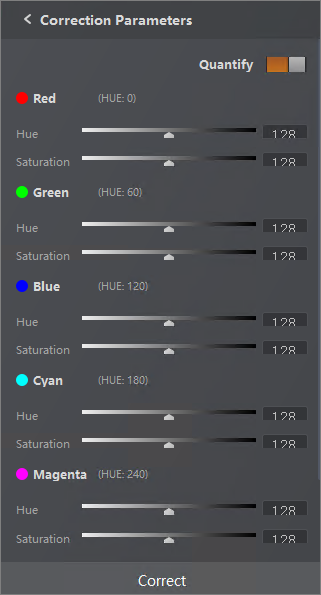 < Correction Parameters
Quantify
Red (HUE: 0)
Hue 128
Saturation 128
Green (HUE: 60)
Hue 128
Saturation 128
Blue (HUE: 120)
Hue 128
Saturation 128
Cyan (HUE: 180)
Hue 128
Saturation 128
Magenta (HUE: 240)
Hue 128
Saturation 128
Correct